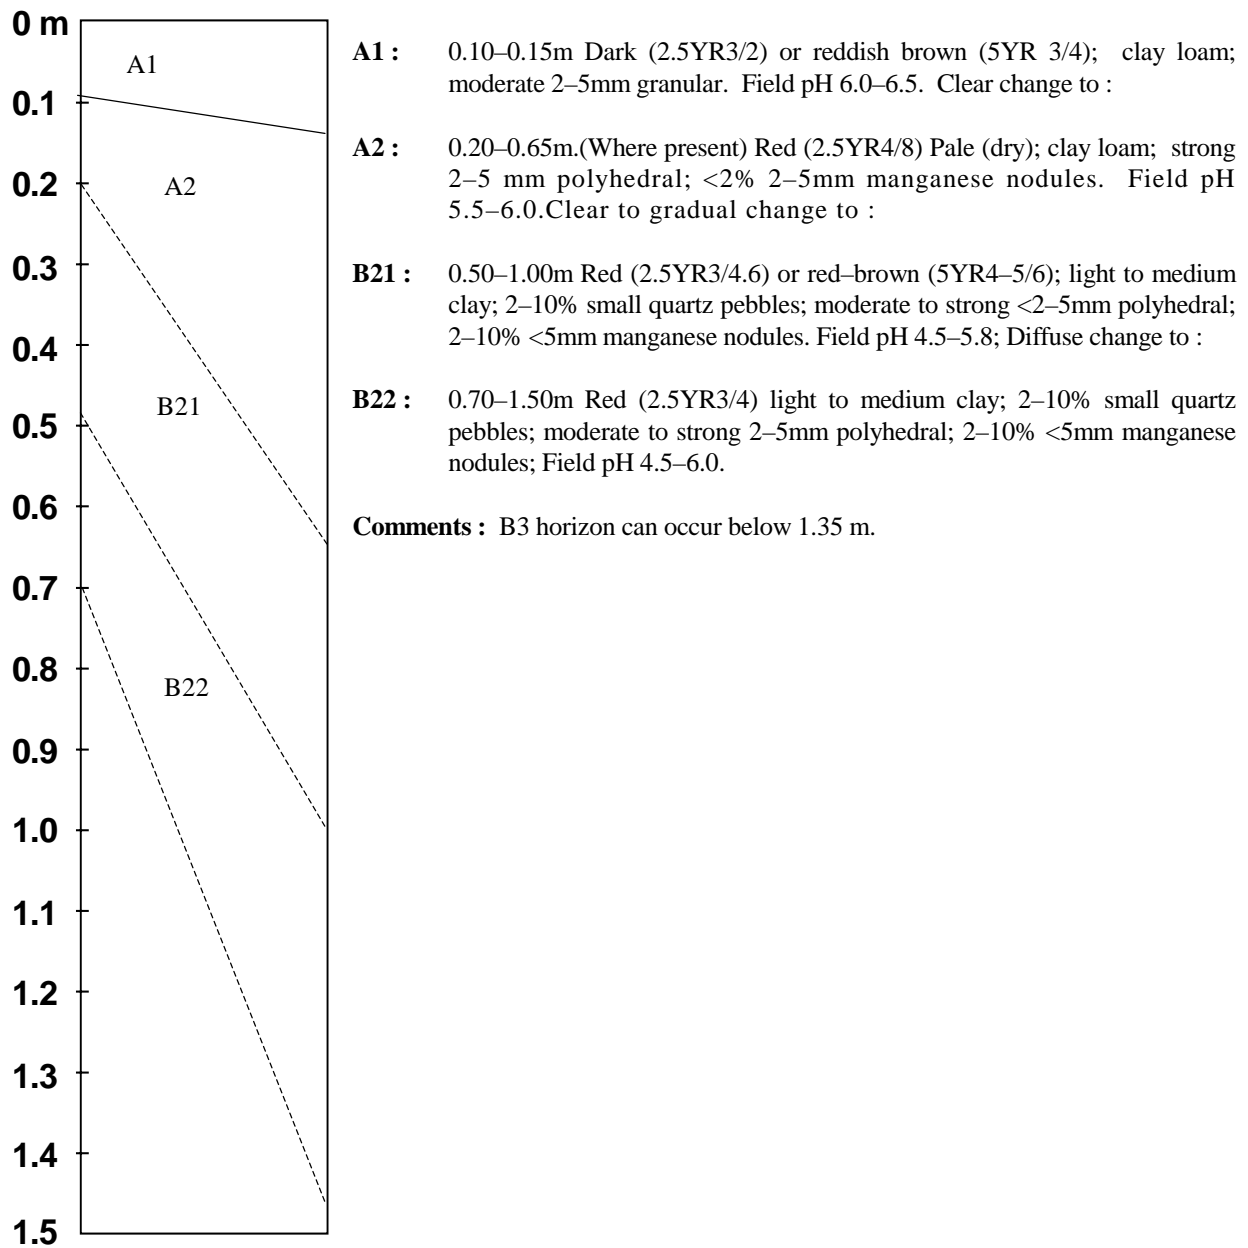 0 m
0.1
0.2
0.3
0.4
0.5
0.6
0.7
0.8
0.9
1.0
1.1
1.2
1.3
1.4
1.5
A1
A2
B21
B22
A1 : 0.10–0.15m Dark (2.5YR3/2) or reddish brown (5YR 3/4); clay loam;
moderate 2–5mm granular. Field pH 6.0–6.5. Clear change to :
A2 : 0.20–0.65m.(Where present) Red (2.5YR4/8) Pale (dry); clay loam; strong
2–5 mm polyhedral; <2% 2–5mm manganese nodules. Field pH
5.5–6.0.Clear to gradual change to :
B21 : 0.50–1.00m Red (2.5YR3/4.6) or red–brown (5YR4–5/6); light to medium
clay; 2–10% small quartz pebbles; moderate to strong <2–5mm polyhedral;
2–10% <5mm manganese nodules. Field pH 4.5–5.8; Diffuse change to :
B22 : 0.70–1.50m Red (2.5YR3/4) light to medium clay; 2–10% small quartz
pebbles; moderate to strong 2–5mm polyhedral; 2–10% <5mm manganese
nodules; Field pH 4.5–6.0.
Comments : B3 horizon can occur below 1.35 m.